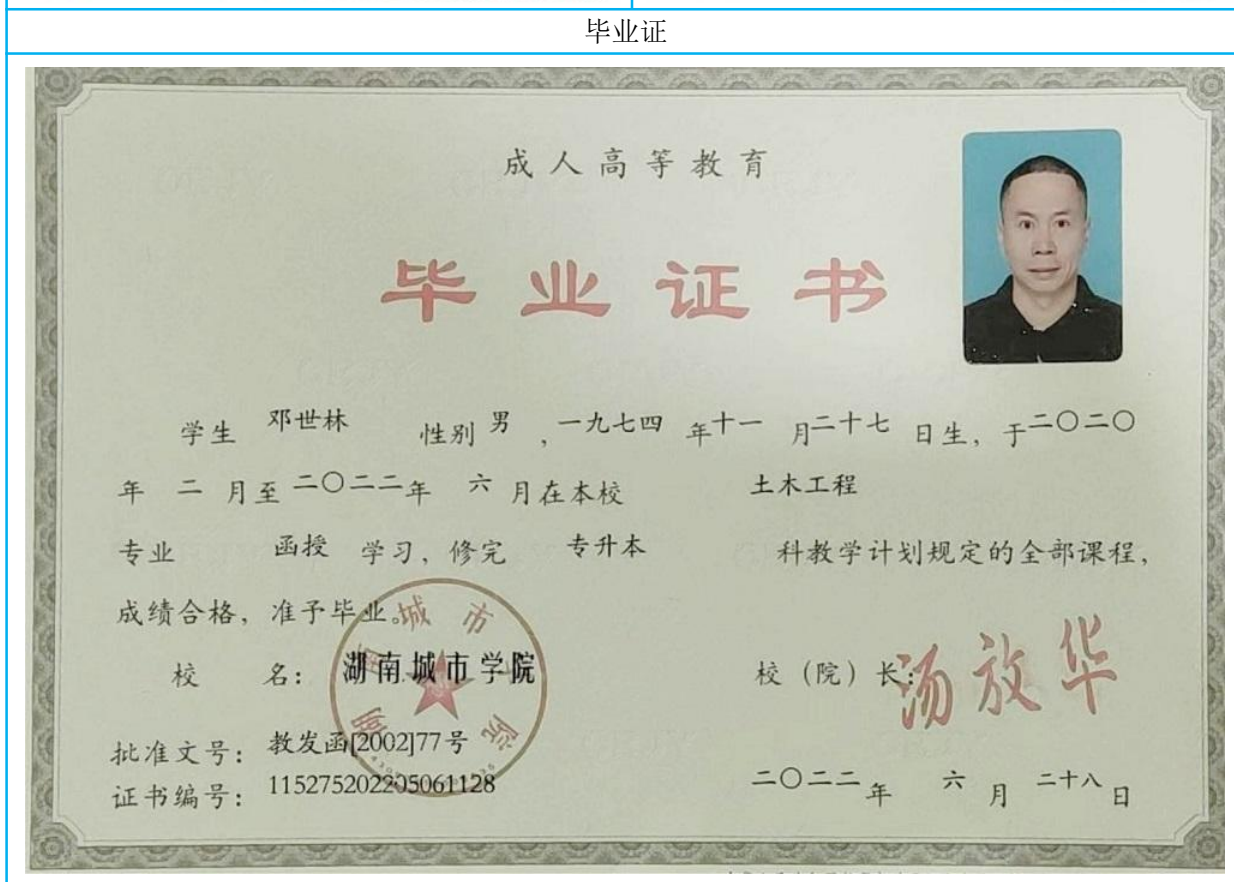 毕业证
成人高等教育
毕业证书
学生 邓世林 性别 男 ,一九七四 年十一 月二十七 日生, 于二〇二〇
年 二 月至 二〇二二年 六 月在本校 土木工程
专业 函授 学习, 修完 专升本 科教学计划规定的全部课程,
成绩合格, 准予毕业。
校 名: 湖南城市学院 校（院）长: 汤放华
湖南城市学院
批准文号: 教发函[2002]77号
证书编号: 115275202205061128 二〇二二年 六 月 二十八 日